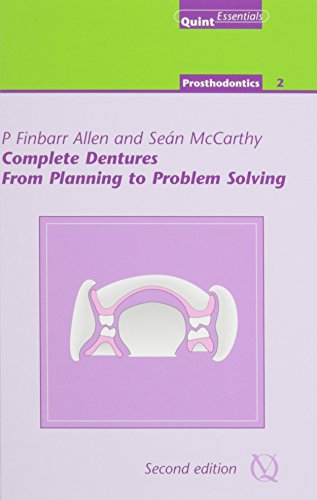 Quint Essentials
Prosthodontics 2
P Finbarr Allen and Seán McCarthy
Complete Dentures
From Planning to Problem Solving
Second edition